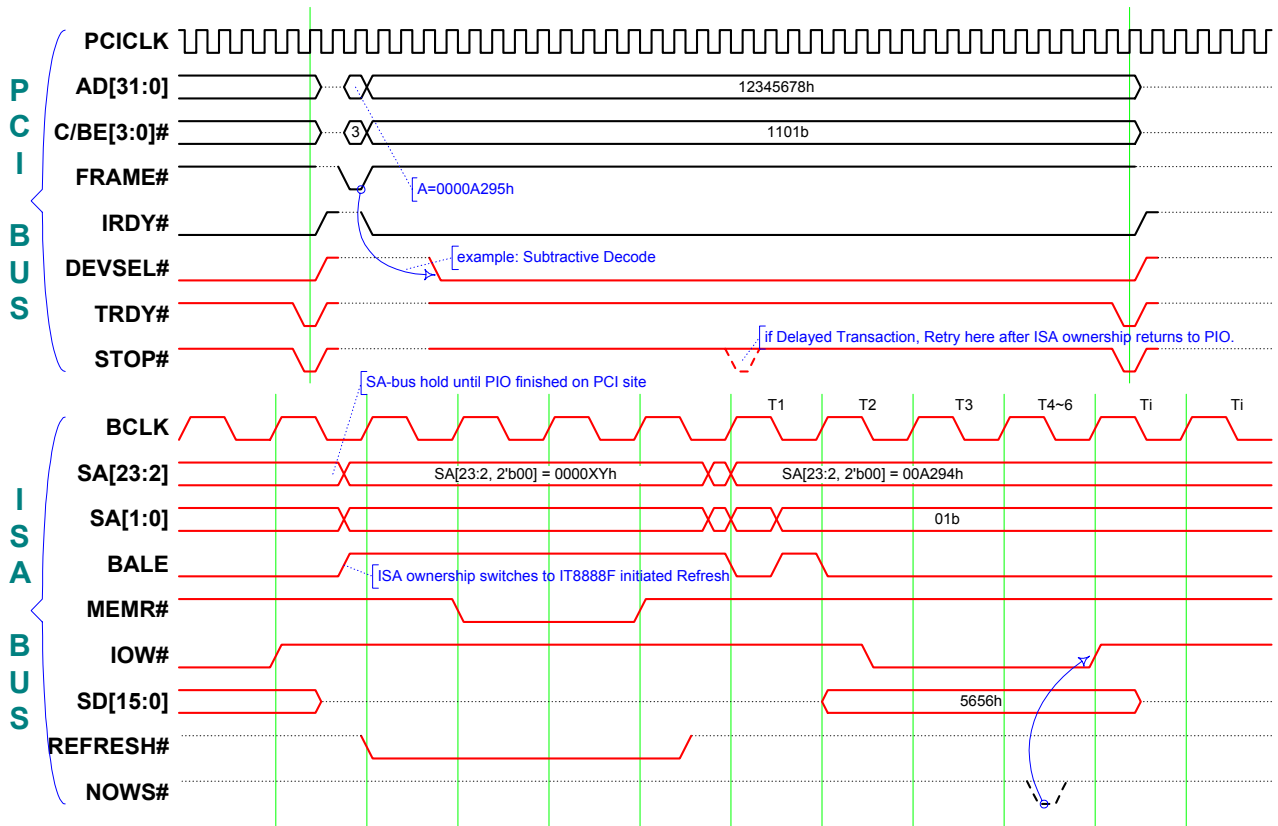 PCI BUS
PCICLK
AD[31:0]
12345678h
C/BE[3:0]#
3
1101b
FRAME#
A=0000A295h
IRDY#
DEVSEL#
example: Subtractive Decode
TRDY#
if Delayed Transaction, Retry here after ISA ownership returns to PIO.
STOP#
SA-bus hold until PIO finished on PCI site
ISA BUS
T1
T2
T3
T4~6
Ti
Ti
BCLK
SA[23:2]
SA[23:2, 2'b00] = 0000XYh
SA[23:2, 2'b00] = 00A294h
SA[1:0]
01b
BALE
ISA ownership switches to IT8888F initiated Refresh
MEMR#
IOW#
SD[15:0]
5656h
REFRESH#
NOWS#